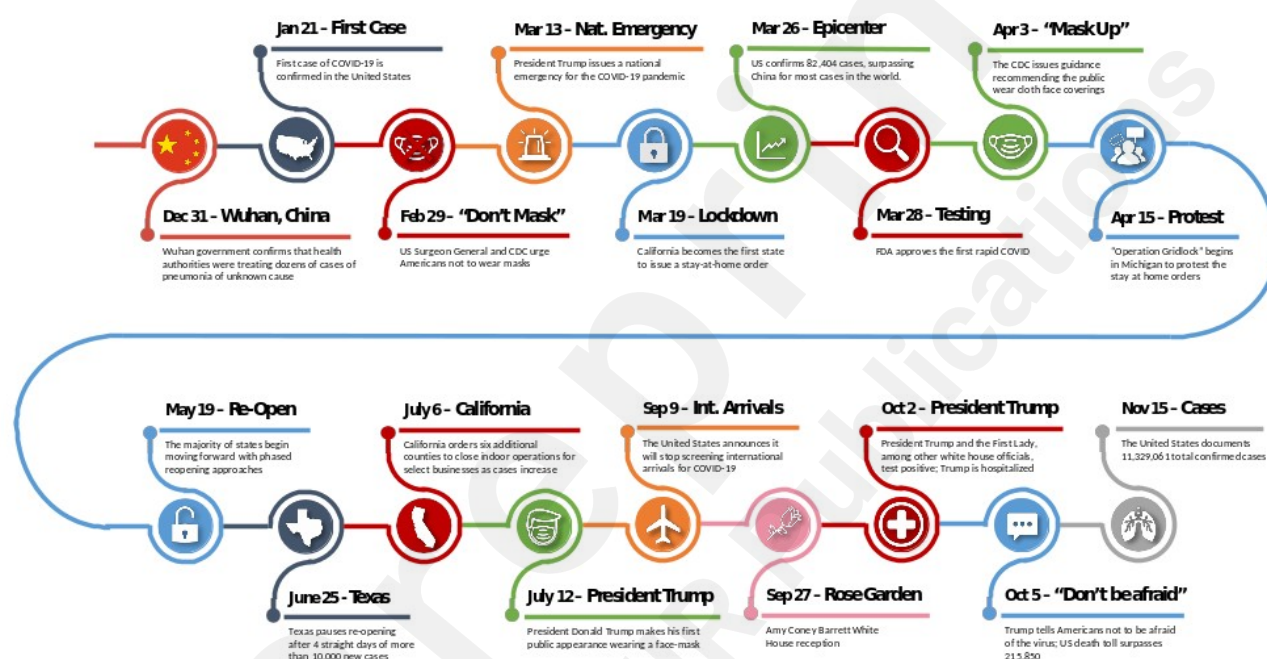 Jan 21 – First Case
First case of COVID-19 is
confirmed in the United States
Mar 13 – Nat. Emergency
President Trump issues a national
emergency for the COVID-19 pandemic
Mar 26 – Epicenter
US confirms 82,404 cases, surpassing
China for most cases in the world.
Apr 3 – “Mask Up”
The CDC issues guidance
recommending the public
wear cloth face coverings
Dec 31 – Wuhan, China
Wuhan government confirms that health
authorities were treating dozens of cases of
pneumonia of unknown cause
Feb 29 – “Don’t Mask”
US Surgeon General and CDC urge
Americans not to wear masks
Mar 19 – Lockdown
California becomes the first state
to issue a stay-at-home order
Mar 28 – Testing
FDA approves the first rapid COVID
Apr 15 – Protest
“Operation Gridlock” begins
in Michigan to protest the
stay at home orders
May 19 – Re-Open
The majority of states begin
moving forward with phased
reopening approaches
July 6 – California
California orders six additional
counties to close indoor operations for
select businesses as cases increase
Sep 9 – Int. Arrivals
The United States announces it
will stop screening international
arrivals for COVID-19
Oct 2 – President Trump
President Trump and the First Lady,
among other white house officials,
test positive; Trump is hospitalized
Nov 15 – Cases
The United States documents
11,329,061 total confirmed cases
June 25 - Texas
Texas pauses re-opening
after 4 straight days of more
than 10,000 new cases
July 12 – President Trump
President Donald Trump makes his first
public appearance wearing a face-mask
Sep 27 – Rose Garden
Amy Coney Barrett White
House reception
Oct 5 – “Don’t be afraid”
Trump tells Americans not to be afraid
of the virus; US death toll surpasses
215,850
Preprin
R Publications